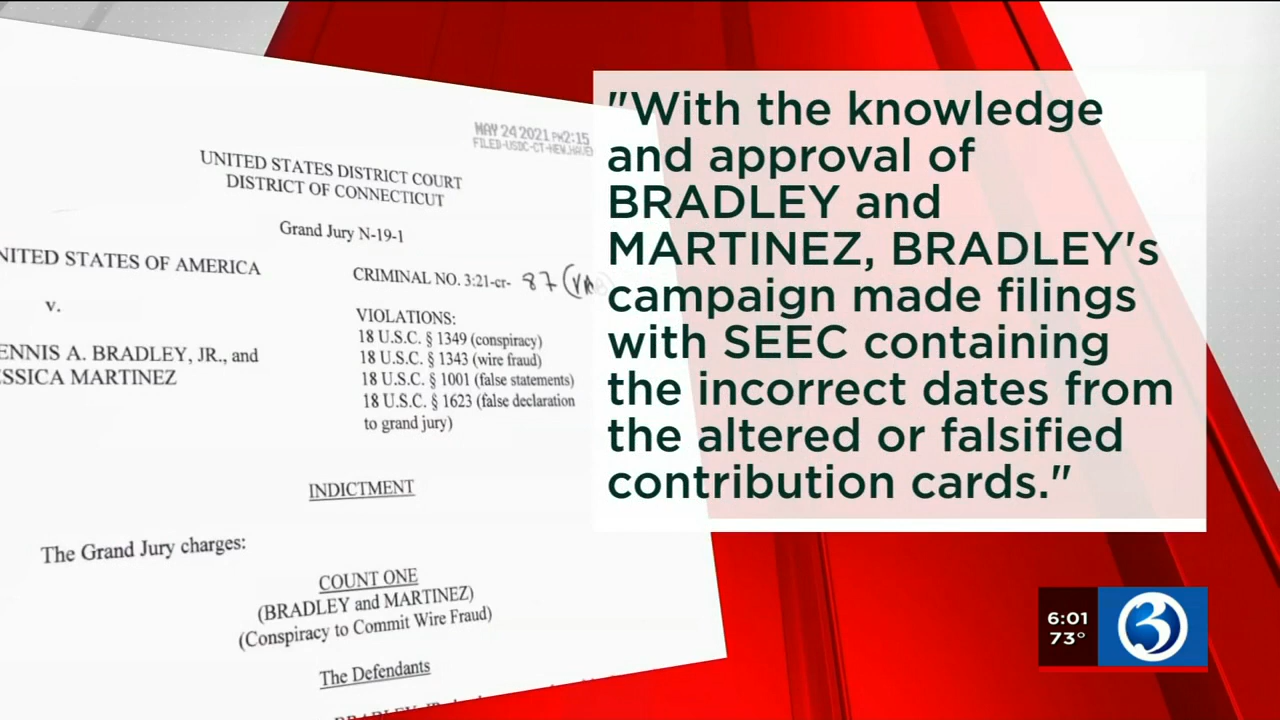 MAY 24 2021 PM2:15
FILED-USDC-CT-NEW_HAVEN
UNITED STATES DISTRICT COURT
DISTRICT OF CONNECTICUT
Grand Jury N-19-1
NITED STATES OF AMERICA
v.
ENNIS A. BRADLEY, JR., and
ESSICA MARTINEZ
CRIMINAL NO. 3:21-cr- 87
VIOLATIONS:
18 U.S.C. § 1349 (conspiracy)
18 U.S.C. § 1343 (wire fraud)
18 U.S.C. § 1001 (false statements)
18 U.S.C. § 1623 (false declaration
to grand jury)
INDICTMENT
The Grand Jury charges:
COUNT ONE
(BRADLEY and MARTINEZ)
(Conspiracy to Commit Wire Fraud)
The Defendants
"With the knowledge
and approval of
BRADLEY and
MARTINEZ, BRADLEY's
campaign made filings
with SEEC containing
the incorrect dates from
the altered or falsified
contribution cards."
6:01
73°
3